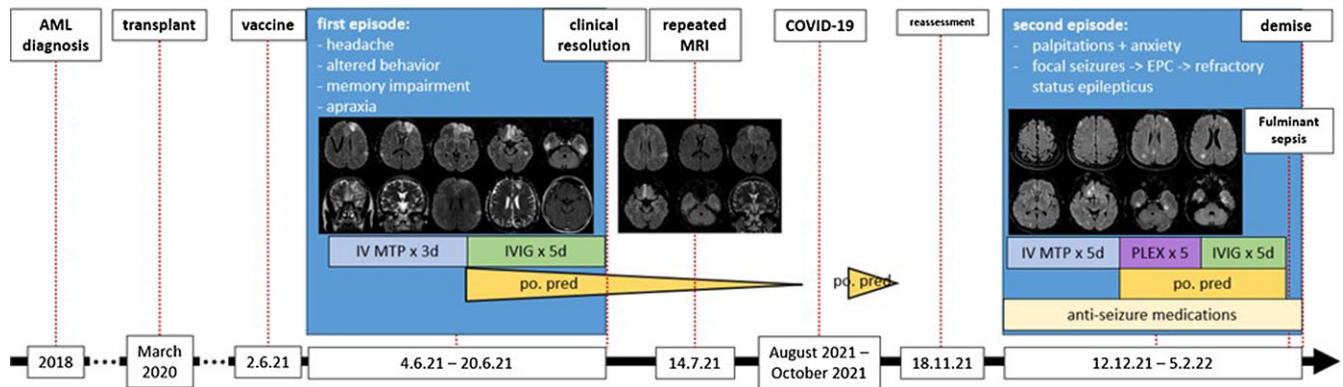 AML
diagnosis
transplant
vaccine
first episode:
- headache
- altered behavior
- memory impairment
- apraxia
clinical
resolution
repeated
MRI
COVID-19
reassessment
second episode:
- palpitations + anxiety
- focal seizures -> EPC -> refractory
status epilepticus
demise
Fulminant
sepsis
IV MTP x 3d
IVIG x 5d
po. pred
po. pred
IV MTP x 5d
PLEX x 5
IVIG x 5d
po. pred
anti-seizure medications
2018
March
2020
2.6.21
4.6.21 – 20.6.21
14.7.21
August 2021 –
October 2021
18.11.21
12.12.21 – 5.2.22